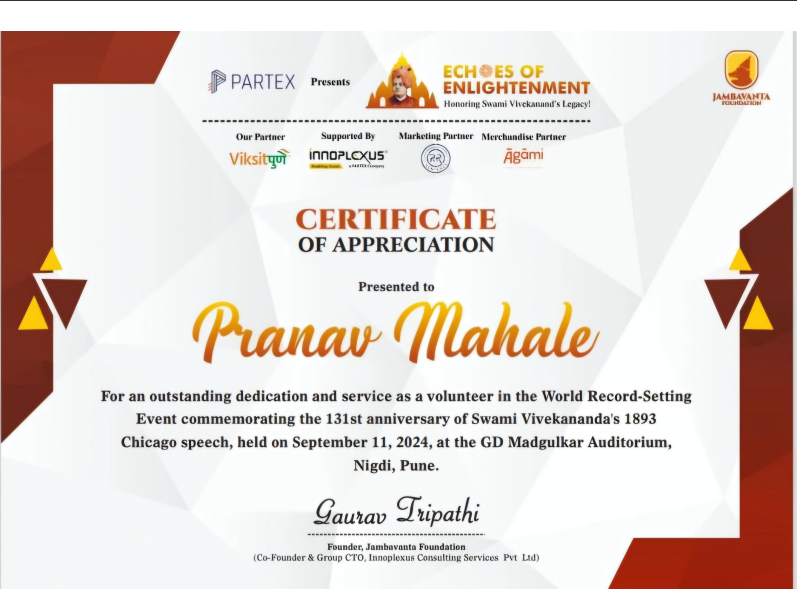 PARTEX Presents ECHOES OF
ENLIGHTENMENT
Honoring Swami Vivekanand's Legacy!
JAMBAVANTA
FOUNDATION
Our Partner Supported By Marketing Partner Merchandise Partner
Viksitपुणे INNOPLEXUS Āgāmi
a PARTEX Company
CERTIFICATE
OF APPRECIATION
Presented to
Pranav Mahale
For an outstanding dedication and service as a volunteer in the World Record-Setting
Event commemorating the 131st anniversary of Swami Vivekananda's 1893
Chicago speech, held on September 11, 2024, at the GD Madgulkar Auditorium,
Nigdi, Pune.
Gaurav Tripathi
Founder, Jambavanta Foundation
(Co-Founder & Group CTO, Innoplexus Consulting Services Pvt Ltd)